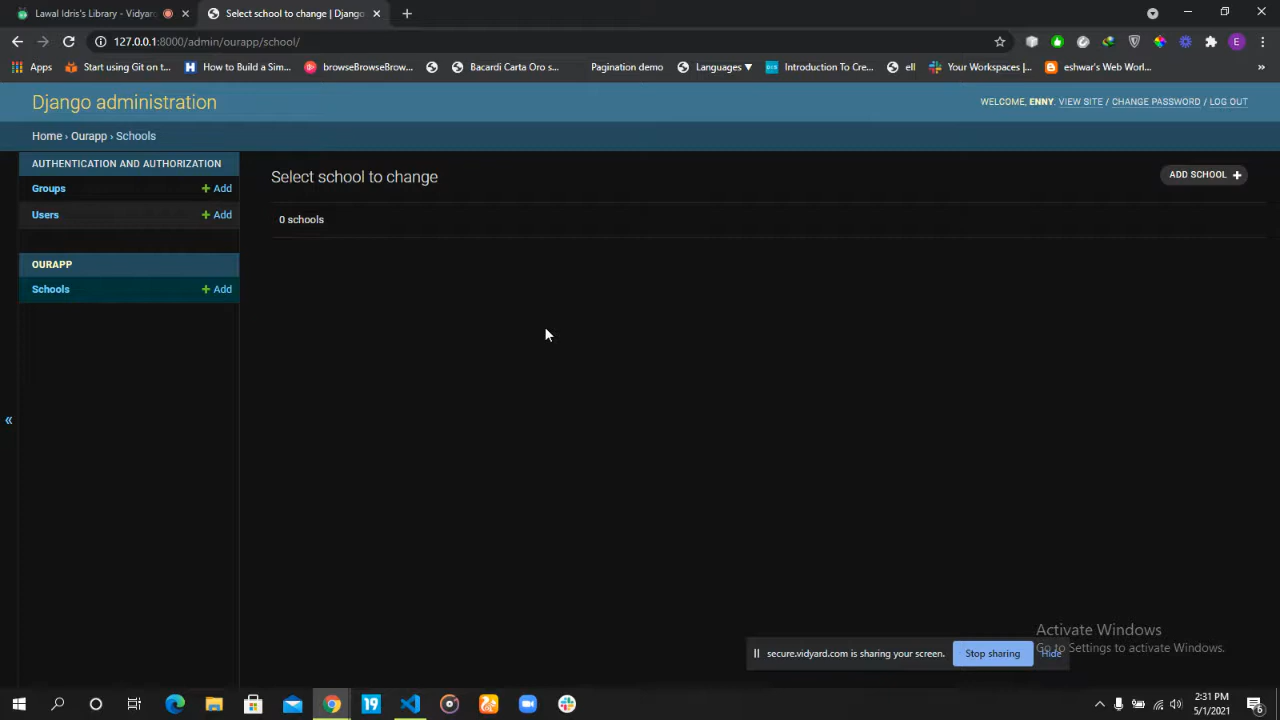 Lawal Idris's Library - Vidyar
Select school to change | Django
127.0.0.1:8000/admin/ourapp/school/
E
Apps
Start using Git on t...
How to Build a Sim...
browseBrowseBrow...
Bacardi Carta Oro s...
Pagination demo
Languages ▼
Introduction To Cre...
ell
Your Workspaces |...
eshwar's Web Worl...
»
Django administration
WELCOME, ENNY. VIEW SITE / CHANGE PASSWORD / LOG OUT
Home › Ourapp › Schools
AUTHENTICATION AND AUTHORIZATION
Groups + Add
Users + Add
OURAPP
Schools + Add
«
Select school to change
ADD SCHOOL +
0 schools
Activate Windows
Go to Settings to activate Windows.
secure.vidyard.com is sharing your screen.
Stop sharing
Hide
19
2:31 PM
5/1/2021
6